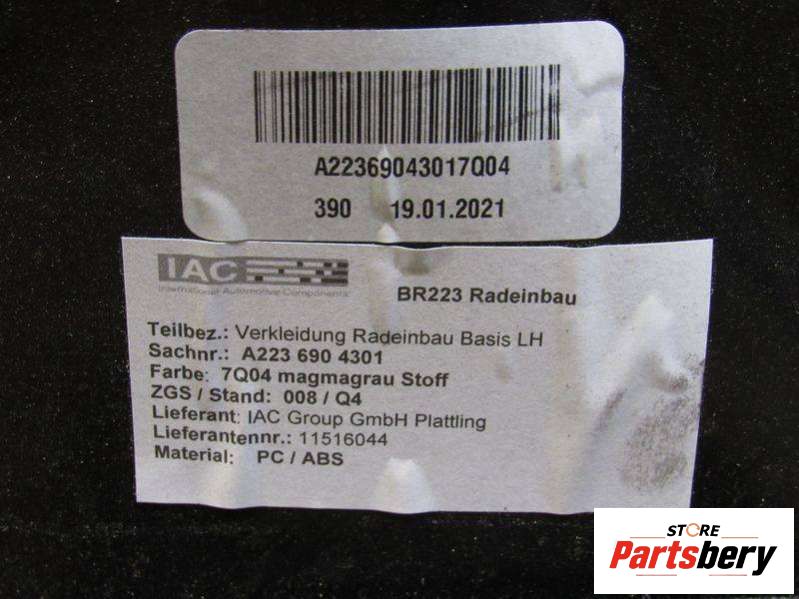 A22369043017Q04
390 19.01.2021
IAC
International Automotive Components
BR223 Radeinbau
Teilbez.: Verkleidung Radeinbau Basis LH
Sachnr.: A223 690 4301
Farbe: 7Q04 magmagrau Stoff
ZGS / Stand: 008 / Q4
Lieferant: IAC Group GmbH Plattling
Lieferantennr.: 11516044
Material: PC / ABS
STORE
Partsbery